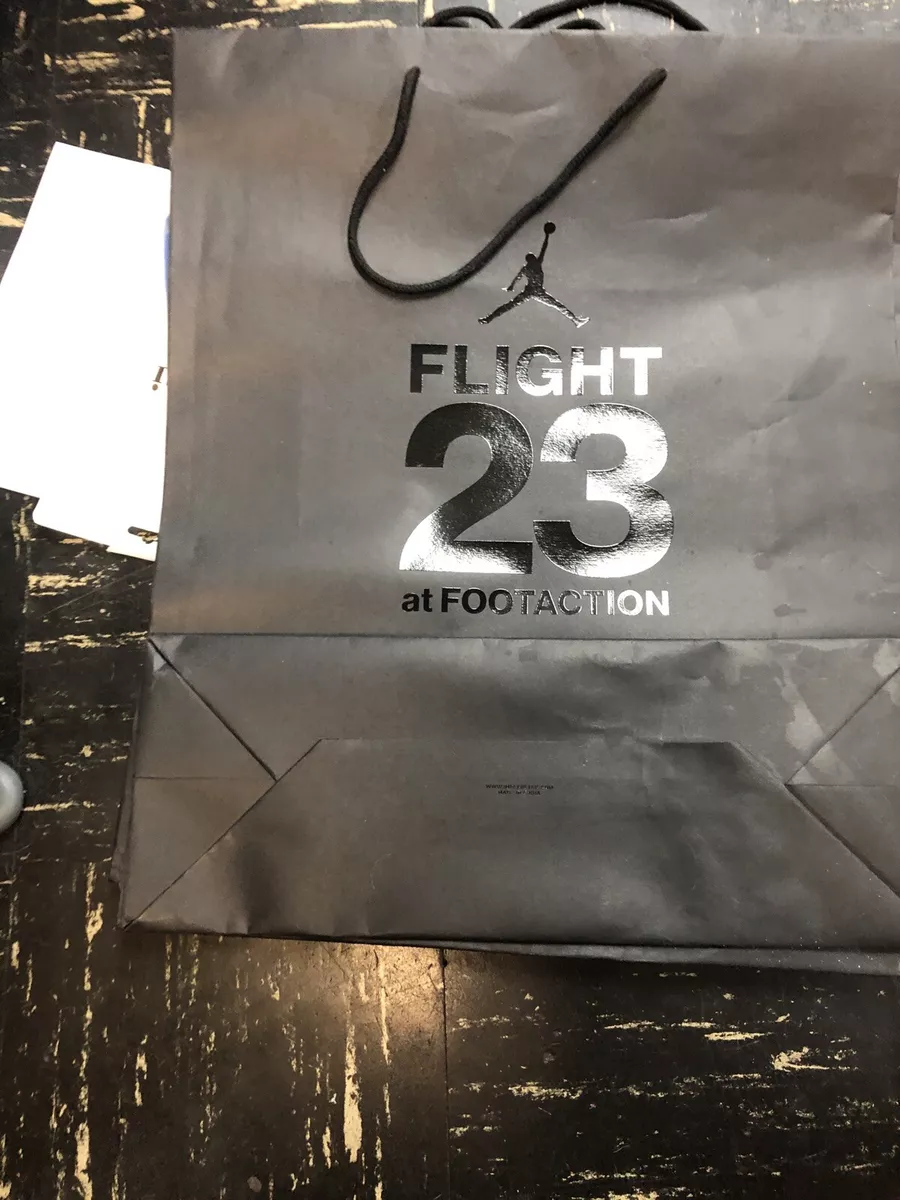 FLIGHT
23
at FOOTACTION